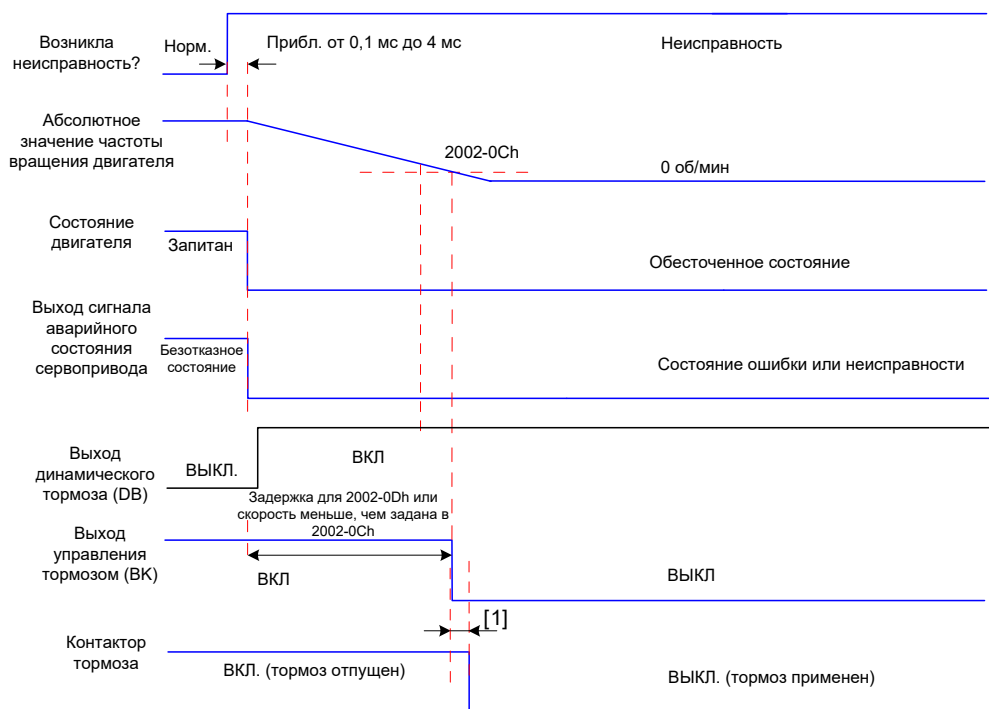 Возникла
неисправность?
Норм.
Прибл. от 0,1 мс до 4 мс
Неисправность
Абсолютное
значение частоты
вращения двигателя
2002-0Ch
0 об/мин
Состояние
двигателя
Запитан
Обесточенное состояние
Выход сигнала
аварийного
состояния
сервопривода
Безотказное
состояние
Состояние ошибки или неисправности
Выход
динамического
тормоза (DB)
ВЫКЛ.
ВКЛ
Задержка для 2002-0Dh или
скорость меньше, чем задана в
2002-0Ch
Выход
управления
тормозом (BK)
ВКЛ
ВЫКЛ
[1]
Контактор
тормоза
ВКЛ. (тормоз отпущен)
ВЫКЛ. (тормоз применен)